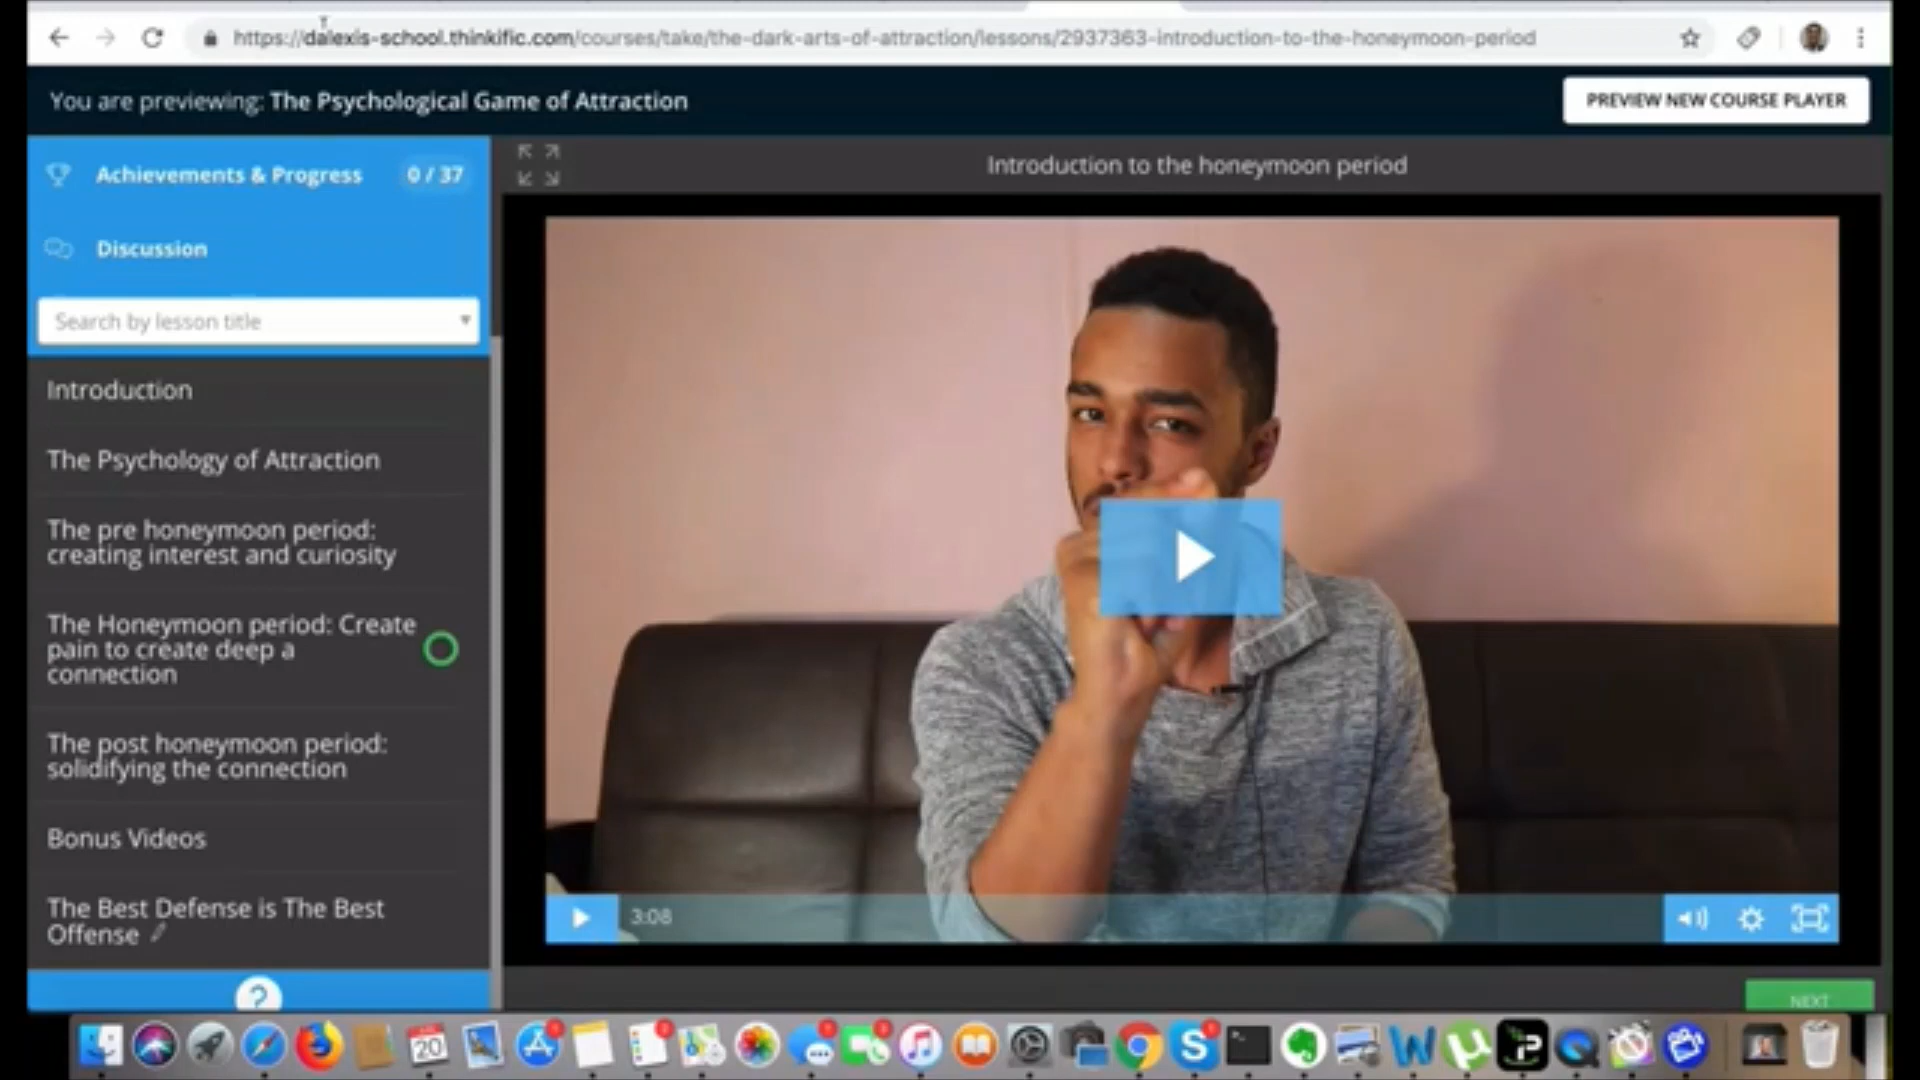 https://dalexis-school.thinkific.com/courses/take/the-dark-arts-of-attraction/lessons/2937363-introduction-to-the-honeymoon-period
You are previewing: The Psychological Game of Attraction
PREVIEW NEW COURSE PLAYER
Achievements & Progress 0 / 37
Discussion
Search by lesson title
Introduction
The Psychology of Attraction
The pre honeymoon period:
creating interest and curiosity
The Honeymoon period: Create
pain to create deep a
connection
The post honeymoon period:
solidifying the connection
Bonus Videos
The Best Defense is The Best
Offense
?
Introduction to the honeymoon period
3:08
NEXT
20